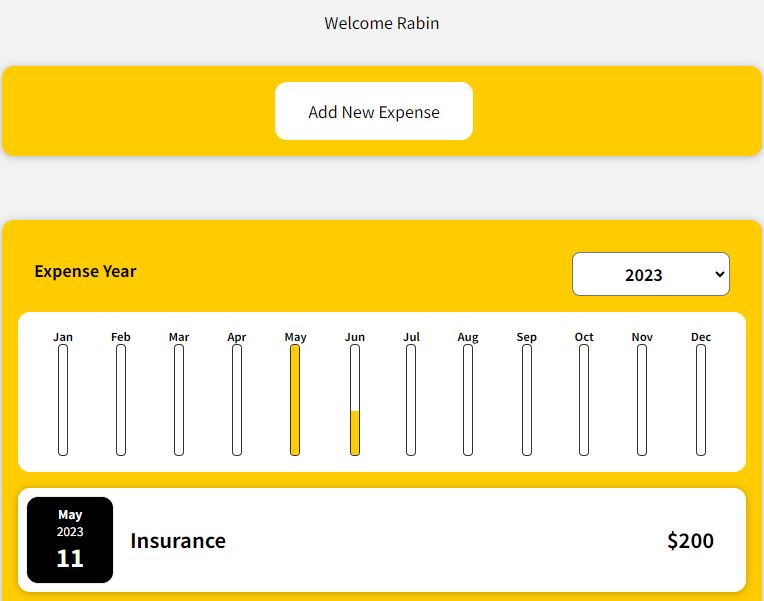 Welcome Rabin
Add New Expense
Expense Year
2023
Jan Feb Mar Apr May Jun Jul Aug Sep Oct Nov Dec
May
2023
11
Insurance
$200